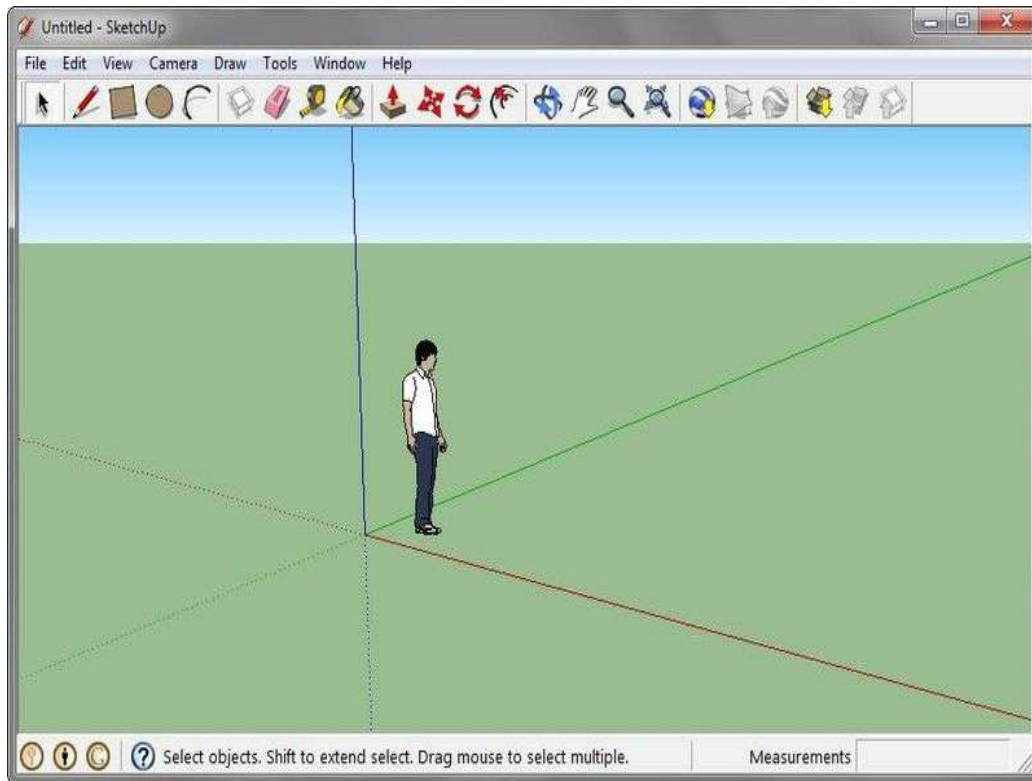 Untitled - SketchUp
File Edit View Camera Draw Tools Window Help
Select objects. Shift to extend select. Drag mouse to select multiple. Measurements